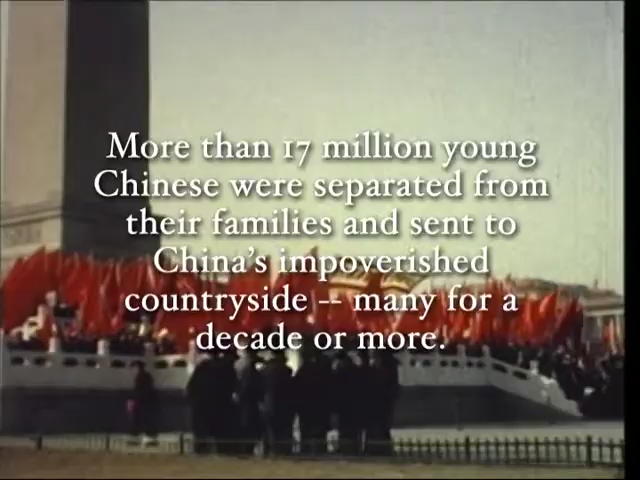 More than 17 million young
Chinese were separated from
their families and sent to
China's impoverished
countryside -- many for a
decade or more.